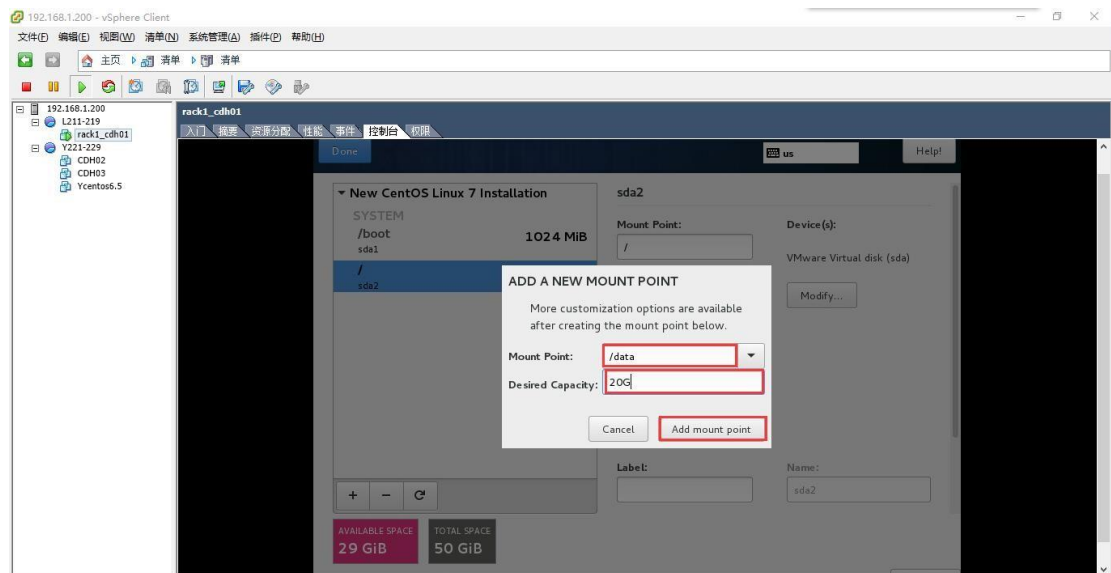 192.168.1.200 - vSphere Client
文件(F) 编辑(E) 视图(W) 清单(N) 系统管理(A) 插件(P) 帮助(H)
主页 清单 清单
192.168.1.200
L211-219
rack1_cdh01
Y221-229
CDH02
CDH03
Ycentos6.5
rack1_cdh01
入门 摘要 资源分配 性能 事件 控制台 权限
Done
us
Help!
New CentOS Linux 7 Installation
SYSTEM
/boot
1024 MiB
sda1
/
sda2
sda2
Mount Point:
/
Device(s):
VMware Virtual disk (sda)
Modify...
ADD A NEW MOUNT POINT
More customization options are available
after creating the mount point below.
Mount Point: /data
Desired Capacity: 20G
Cancel Add mount point
Label:
Name:
sda2
+ -
AVAILABLE SPACE
29 GiB
TOTAL SPACE
50 GiB